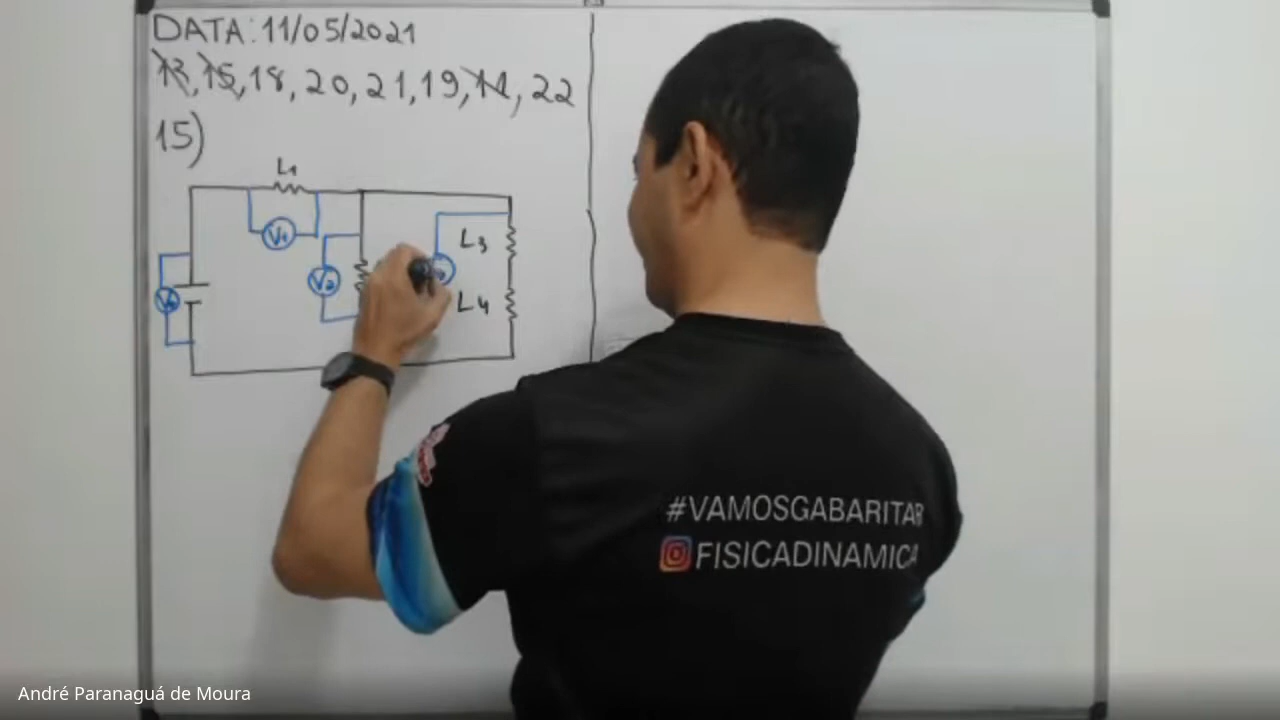 DATA: 11/05/2021
13, 15, 18, 20, 21, 19, 14, 22
15)
L1
V1
L3
V2
L4
#VAMOSGABARITAR
FISICADINAMICA
André Paranaguá de Moura